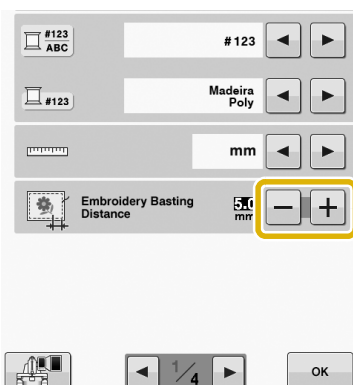 #123
ABC
#123
#123
Madeira
Poly
mm
Embroidery Basting
Distance
5.0
mm
1/4
OK